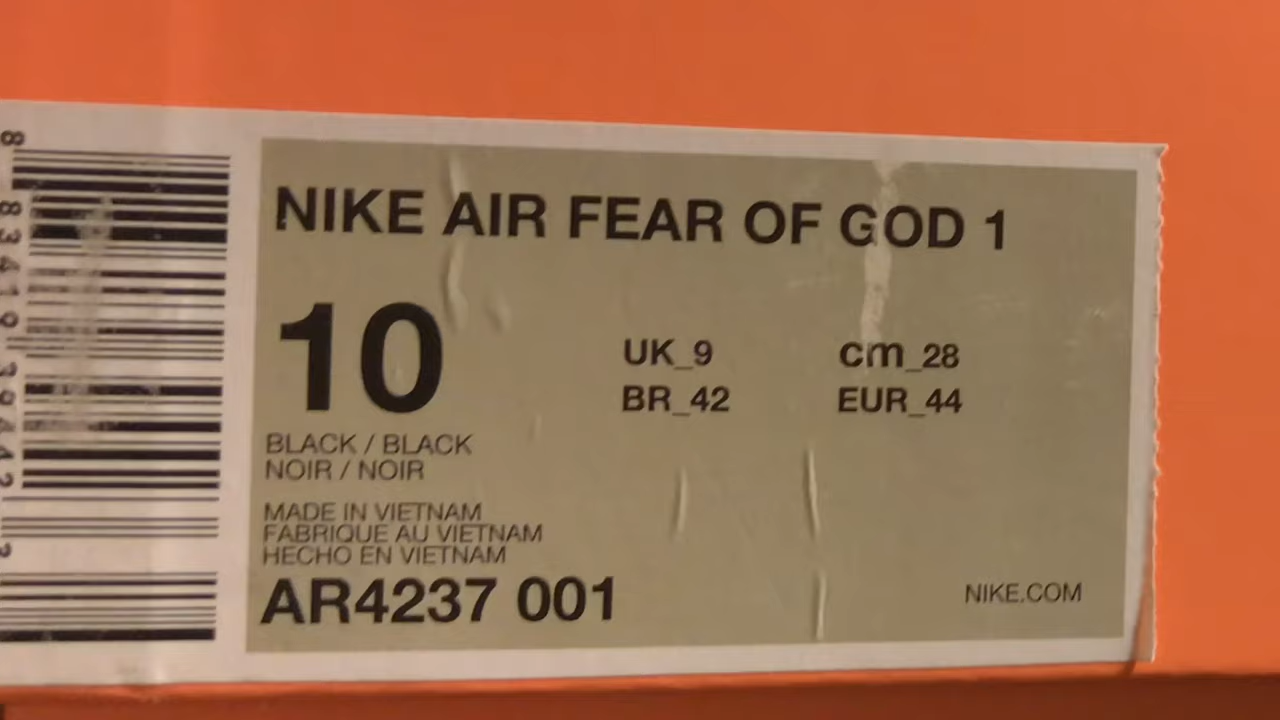 NIKE AIR FEAR OF GOD 1
10
UK_9 cm_28
BR_42 EUR_44
BLACK / BLACK
NOIR / NOIR
MADE IN VIETNAM
FABRIQUE AU VIETNAM
HECHO EN VIETNAM
AR4237 001
NIKE.COM